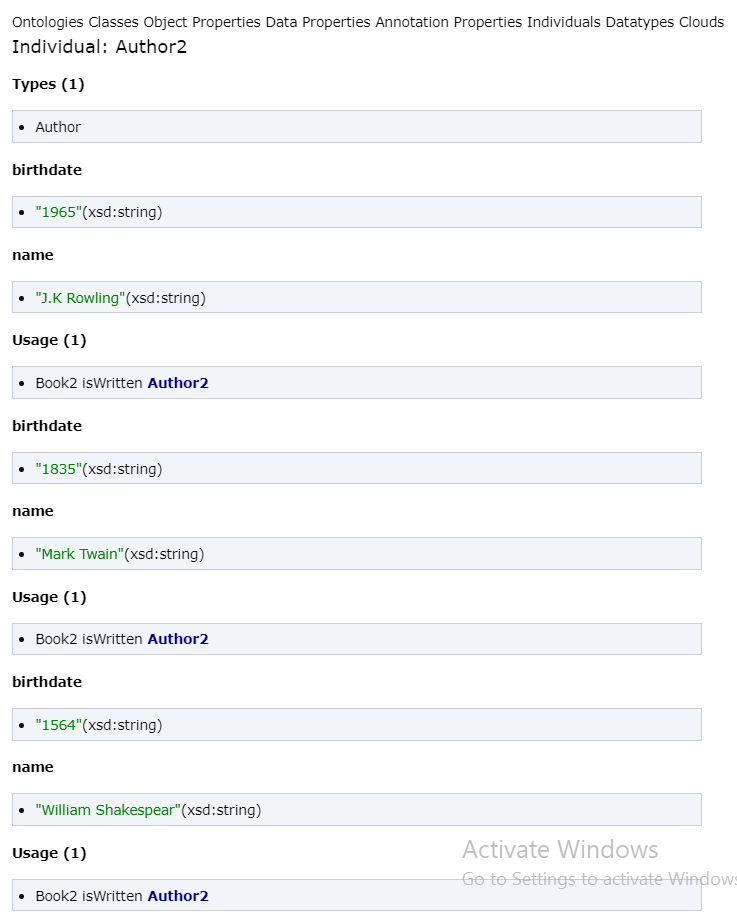 Ontologies Classes Object Properties Data Properties Annotation Properties Individuals Datatypes Clouds
Individual: Author2
Types (1)
• Author
birthdate
• "1965"(xsd:string)
name
• "J.K Rowling"(xsd:string)
Usage (1)
• Book2 isWritten Author2
birthdate
• "1835"(xsd:string)
name
• "Mark Twain"(xsd:string)
Usage (1)
• Book2 isWritten Author2
birthdate
• "1564"(xsd:string)
name
• "William Shakespear"(xsd:string)
Usage (1)
• Book2 isWritten Author2
Activate Windows
Go to Settings to activate Windows